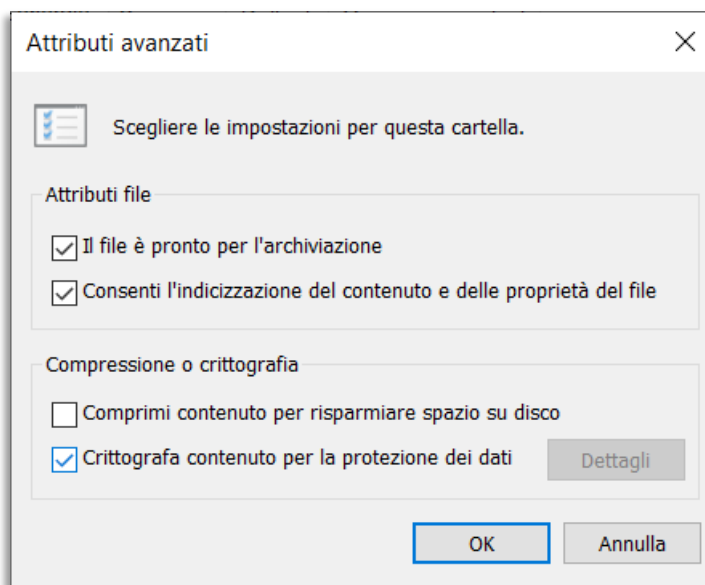 Attributi avanzati
Scegliere le impostazioni per questa cartella.
Attributi file
Il file è pronto per l'archiviazione
Consenti l'indicizzazione del contenuto e delle proprietà del file
Compressione o crittografia
Comprimi contenuto per risparmiare spazio su disco
Crittografa contenuto per la protezione dei dati
Dettagli
OK
Annulla